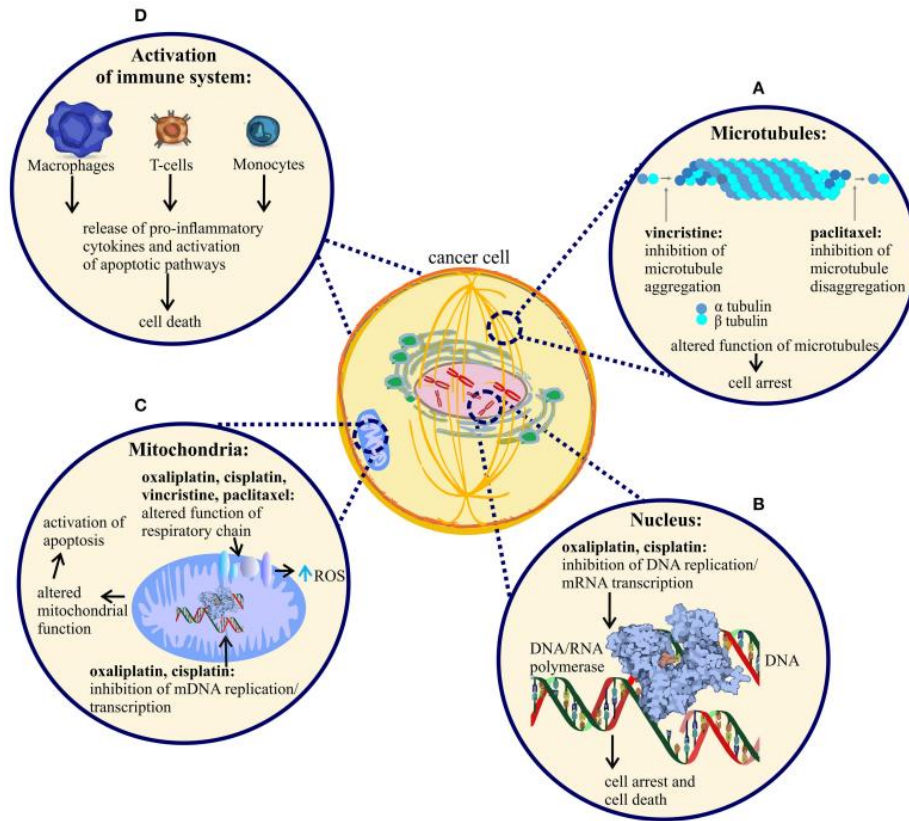 D
Activation
of immune system:
Macrophages
T-cells
Monocytes
release of pro-inflammatory
cytokines and activation
of apoptotic pathways
cell death
A
Microtubules:
vincristine:
inhibition of
microtubule
aggregation
paclitaxel:
inhibition of
microtubule
disaggregation
α tubulin
β tubulin
altered function of microtubules
cell arrest
cancer cell
C
Mitochondria:
oxaliplatin, cisplatin,
vincristine, paclitaxel:
altered function of
respiratory chain
activation of
apoptosis
ROS
altered
mitochondrial
function
oxaliplatin, cisplatin:
inhibition of mDNA replication/
transcription
B
Nucleus:
oxaliplatin, cisplatin:
inhibition of DNA replication/
mRNA transcription
DNA/RNA
polymerase
DNA
cell arrest and
cell death